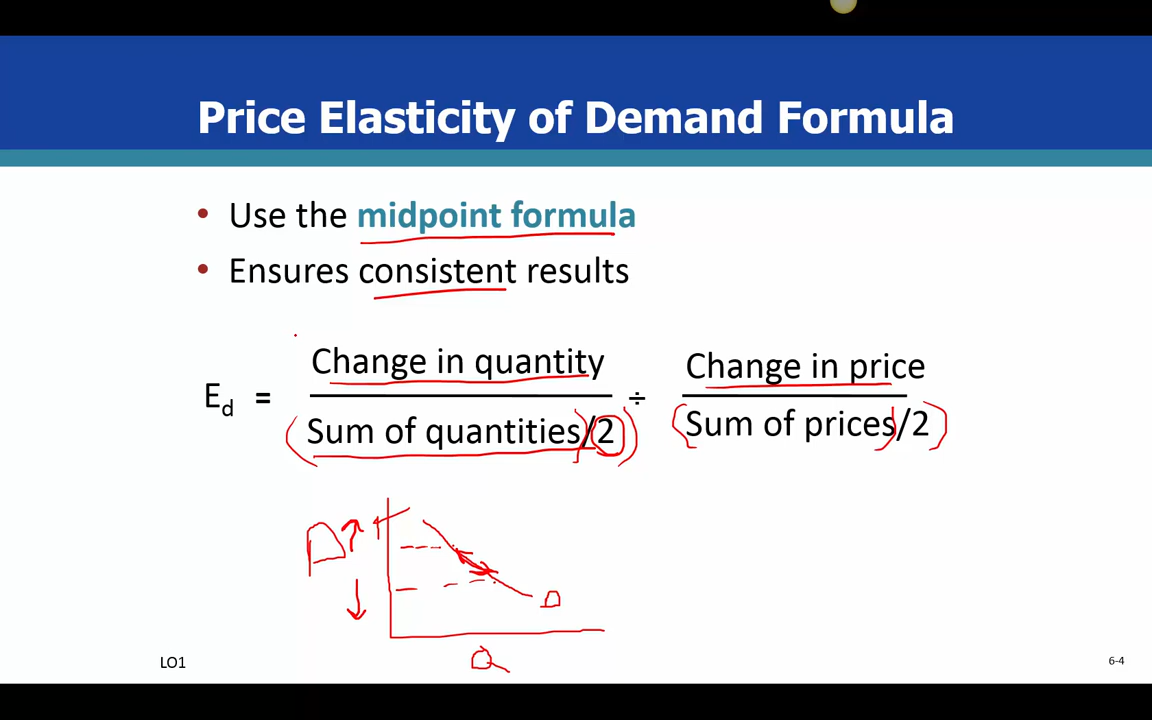 Price Elasticity of Demand Formula
• Use the midpoint formula
• Ensures consistent results
Change in quantity
Change in price
Ed = ÷
Sum of quantities/2
Sum of prices/2
P
D
Q
LO1
6-4